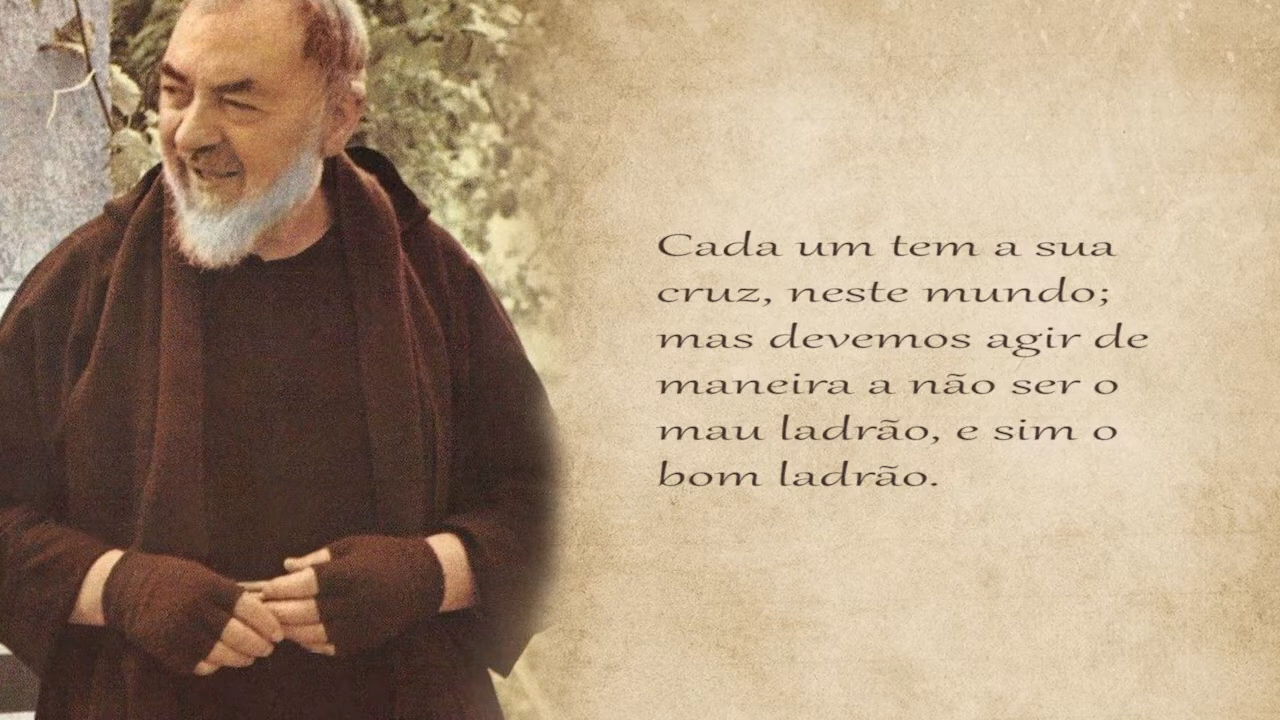 Cada um tem a sua
cruz, neste mundo;
mas devemos agir de
maneira a não ser o
mau ladrão, e sim o
bom ladrão.